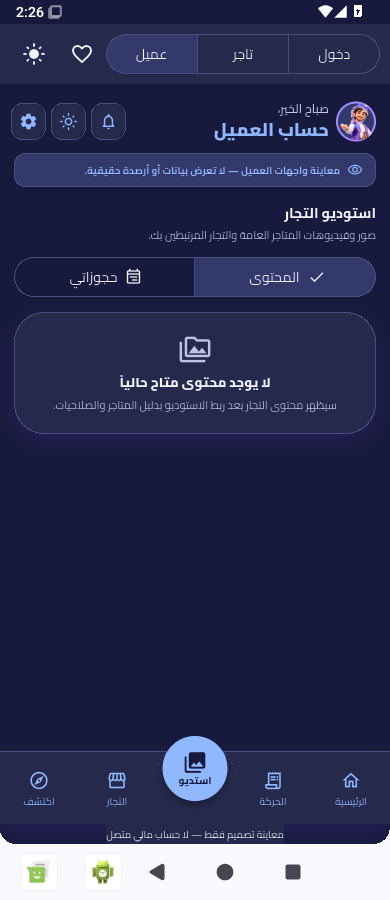 2:26
دخول
تاجر
عميل
صباح الخير،
حساب العميل
معاينة واجهات العميل — لا تعرض بيانات أو أرصدة حقيقية.
استوديو التجار
صور وفيديوهات المتاجر العامة والتجار المرتبطين بك.
المحتوى
حجوزاتي
لا يوجد محتوى متاح حالياً
سيظهر محتوى التجار بعد ربط الاستوديو بدليل المتاجر والصلاحيات.
الرئيسية
الحركة
استديو
التجار
اكتشف
معاينة تصميم فقط — لا حساب مالي متصل